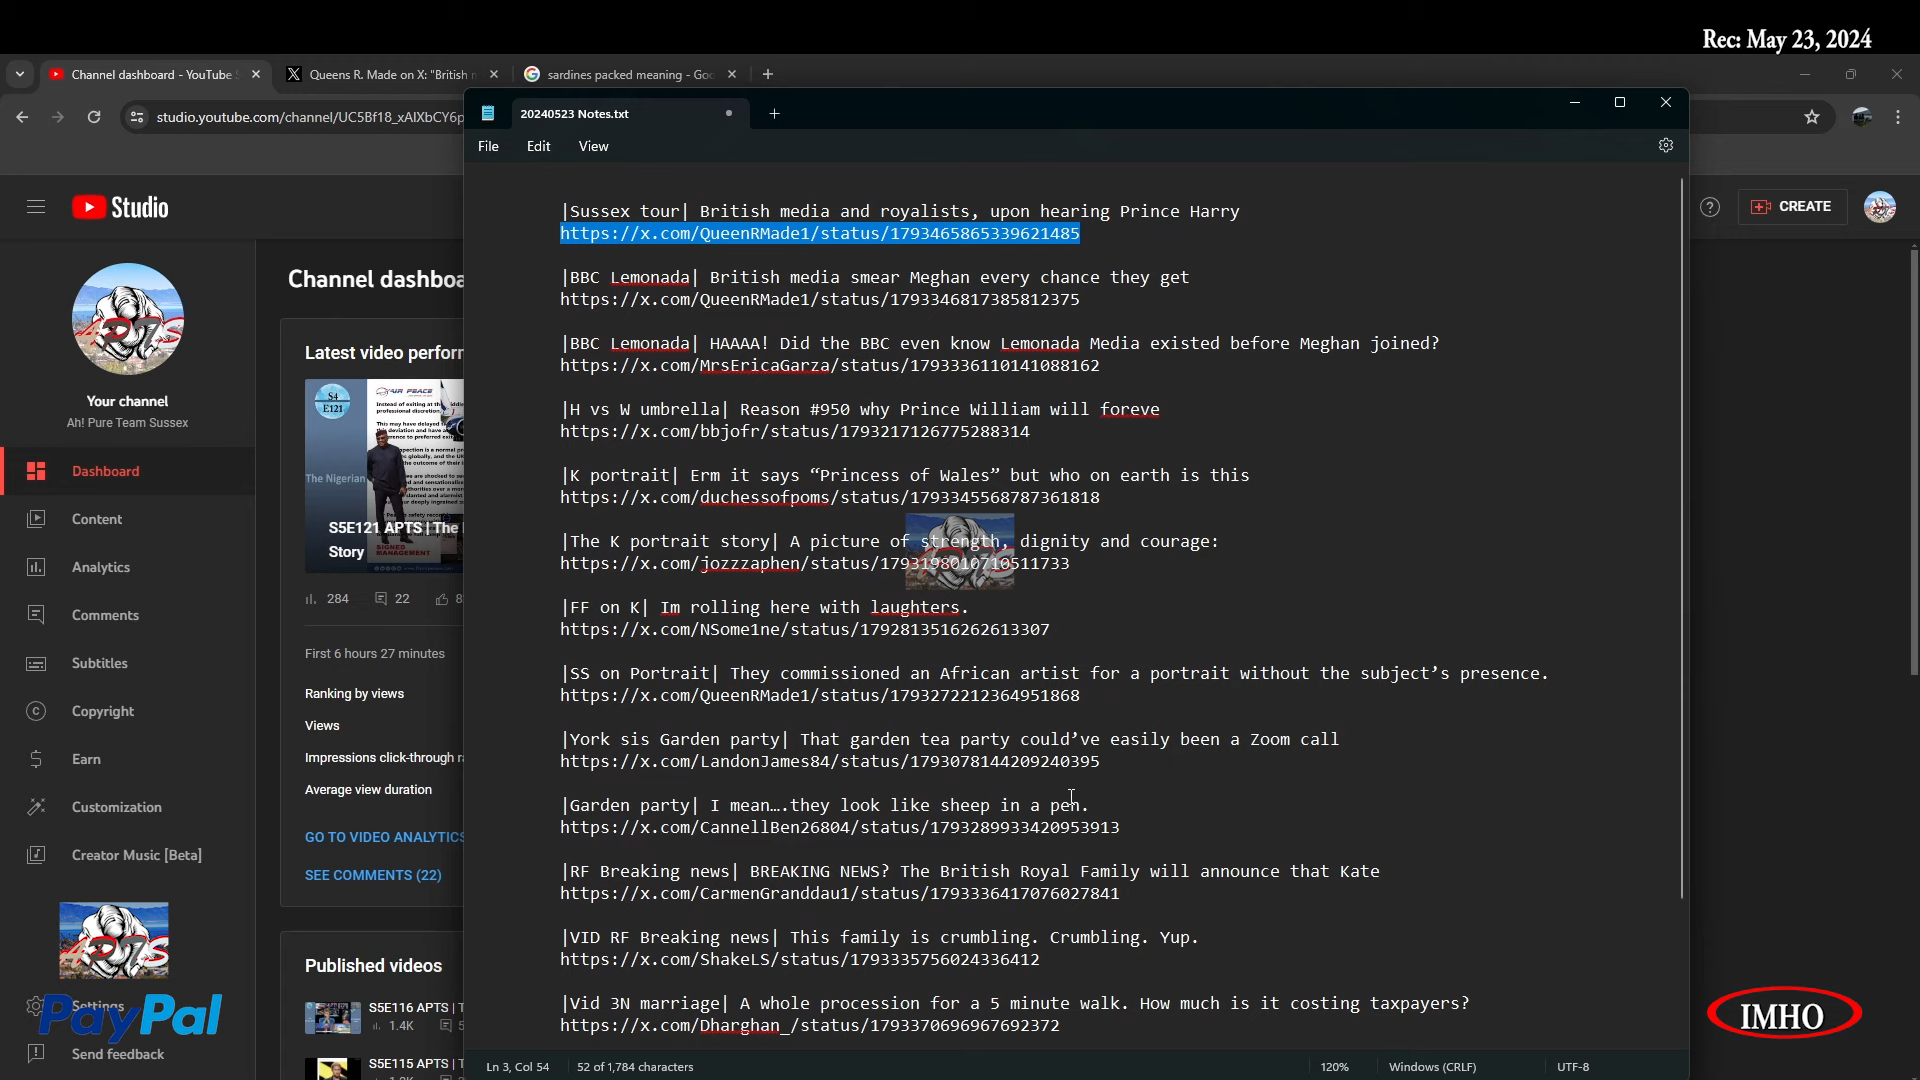 Rec: May 23, 2024
Channel dashboard - YouTube S
Queens R. Made on X: "British m
sardines packed meaning - Goo
studio.youtube.com/channel/UC5Bf18_xAIXbCY6p
20240523 Notes.txt
File Edit View
Studio
CREATE
Channel dashboa
Your channel
Ah! Pure Team Sussex
Dashboard
Content
Analytics
Comments
Subtitles
Copyright
Earn
Customization
Creator Music [Beta]
Settings
PayPal
Send feedback
Latest video perforr
S4
E121
AIR PEACE
The Nigerian
S5E121 APTS | The
Story
284 22 8
First 6 hours 27 minutes
Ranking by views
Views
Impressions click-through ra
Average view duration
GO TO VIDEO ANALYTICS
SEE COMMENTS (22)
Published videos
S5E116 APTS | T
1.4K 5
S5E115 APTS | T
|Sussex tour| British media and royalists, upon hearing Prince Harry
https://x.com/QueenRMade1/status/1793465865339621485
|BBC Lemonada| British media smear Meghan every chance they get
https://x.com/QueenRMade1/status/1793346817385812375
|BBC Lemonada| HAAAA! Did the BBC even know Lemonada Media existed before Meghan joined?
https://x.com/MrsEricaGarza/status/1793336110141088162
|H vs W umbrella| Reason #950 why Prince William will foreve
https://x.com/bbjofr/status/1793217126775288314
|K portrait| Erm it says “Princess of Wales” but who on earth is this
https://x.com/duchessofpoms/status/1793345568787361818
|The K portrait story| A picture of strength, dignity and courage:
https://x.com/jozzzaphen/status/1793198010710511733
|FF on K| Im rolling here with laughters.
https://x.com/NSome1ne/status/1792813516262613307
|SS on Portrait| They commissioned an African artist for a portrait without the subject’s presence.
https://x.com/QueenRMade1/status/1793272212364951868
|York sis Garden party| That garden tea party could’ve easily been a Zoom call
https://x.com/LandonJames84/status/1793078144209240395
|Garden party| I mean….they look like sheep in a pen.
https://x.com/CannellBen26804/status/1793289933420953913
|RF Breaking news| BREAKING NEWS? The British Royal Family will announce that Kate
https://x.com/CarmenGranddau1/status/1793336417076027841
|VID RF Breaking news| This family is crumbling. Crumbling. Yup.
https://x.com/ShakeLS/status/1793335756024336412
|Vid 3N marriage| A whole procession for a 5 minute walk. How much is it costing taxpayers?
https://x.com/Dharghan_/status/1793370696967692372
Ln 3, Col 54 52 of 1,784 characters 120% Windows (CRLF) UTF-8
IMHO